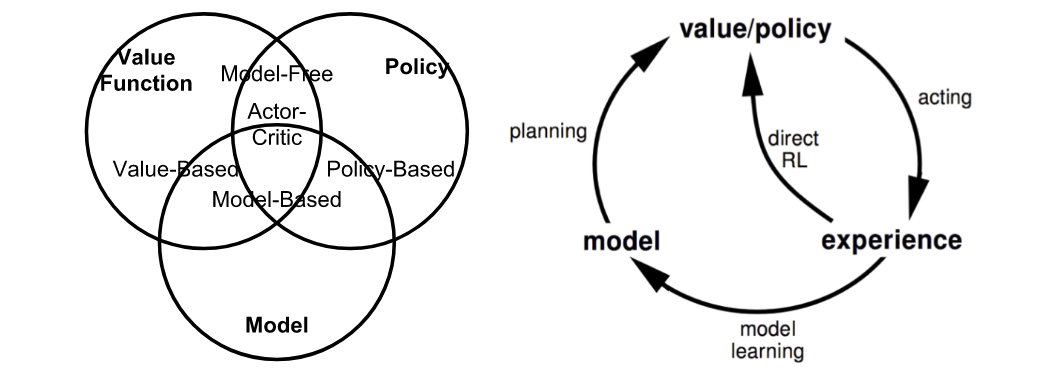 Value
Function
Policy
Model-Free
Actor-
Critic
Value-Based
Policy-Based
Model-Based
Model
value/policy
acting
planning
direct
RL
model
experience
model
learning